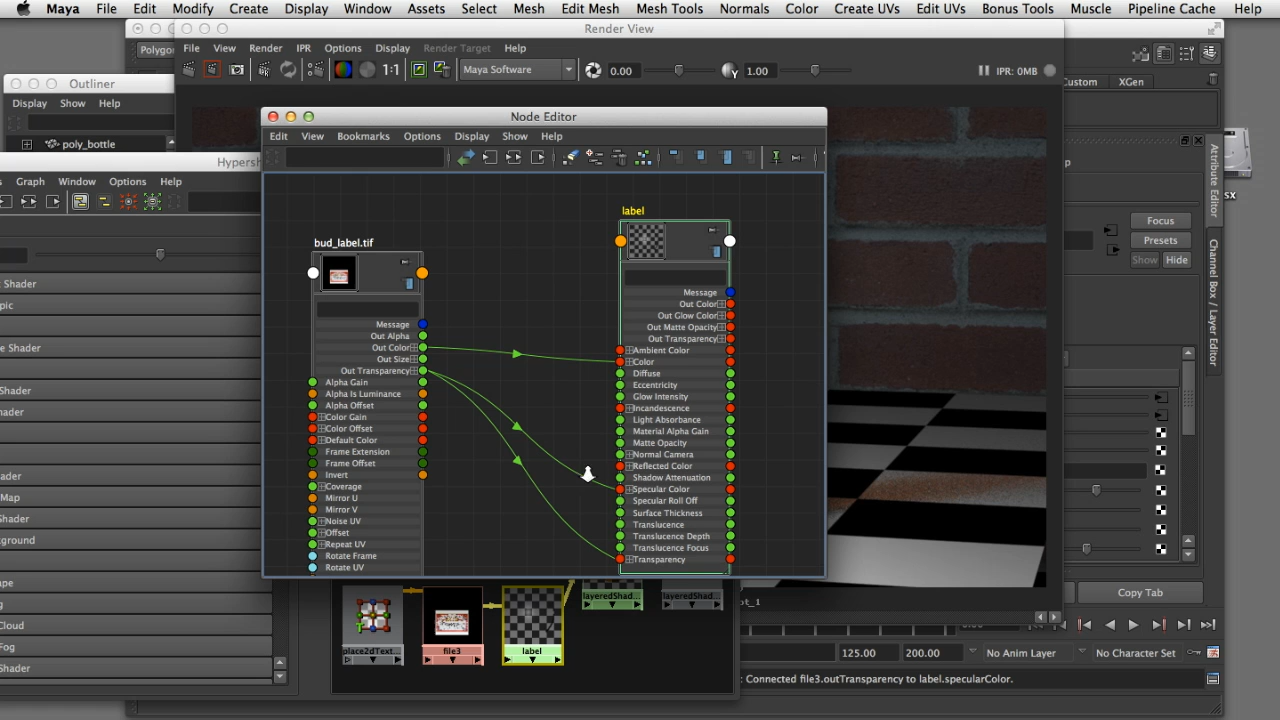 Maya File Edit Modify Create Display Window Assets Select Mesh Edit Mesh Mesh Tools Normals Color Create UVs Edit UVs Bonus Tools Muscle Pipeline Cache Help
Render View
Polygo
File View Render IPR Options Display Render Target Help
1:1 Maya Software 0.00 1.00 IPR: 0MB
Custom XGen
Outliner
Display Show Help
poly_bottle
Node Editor
Edit View Bookmarks Options Display Show Help
Hypersh
Graph Window Options Help
Attribute Editor
Channel Box / Layer Editor
Focus
Presets
Show Hide
label
bud_label.tif
Message
Out Color
Out Glow Color
Out Matte Opacity
Out Transparency
Ambient Color
Color
Diffuse
Eccentricity
Glow Intensity
Incandescence
Light Absorbance
Material Alpha Gain
Matte Opacity
Normal Camera
Reflected Color
Shadow Attenuation
Specular Color
Specular Roll Off
Surface Thickness
Translucence
Translucence Depth
Translucence Focus
Transparency
Message
Out Alpha
Out Color
Out Size
Out Transparency
Alpha Gain
Alpha Is Luminance
Alpha Offset
Color Gain
Color Offset
Default Color
Frame Extension
Frame Offset
Invert
Coverage
Mirror U
Mirror V
Noise UV
Offset
Repeat UV
Rotate Frame
Rotate UV
Shader
pic
e Shader
hader
ader
ader
Map
Shader
ground
pe
g
Cloud
Foam
Shader
place2dText...
file3
label
layeredShad...
layeredShad...
pt_1
Copy Tab
125.00 200.00 No Anim Layer No Character Set
: Connected file3.outTransparency to label.specularColor.